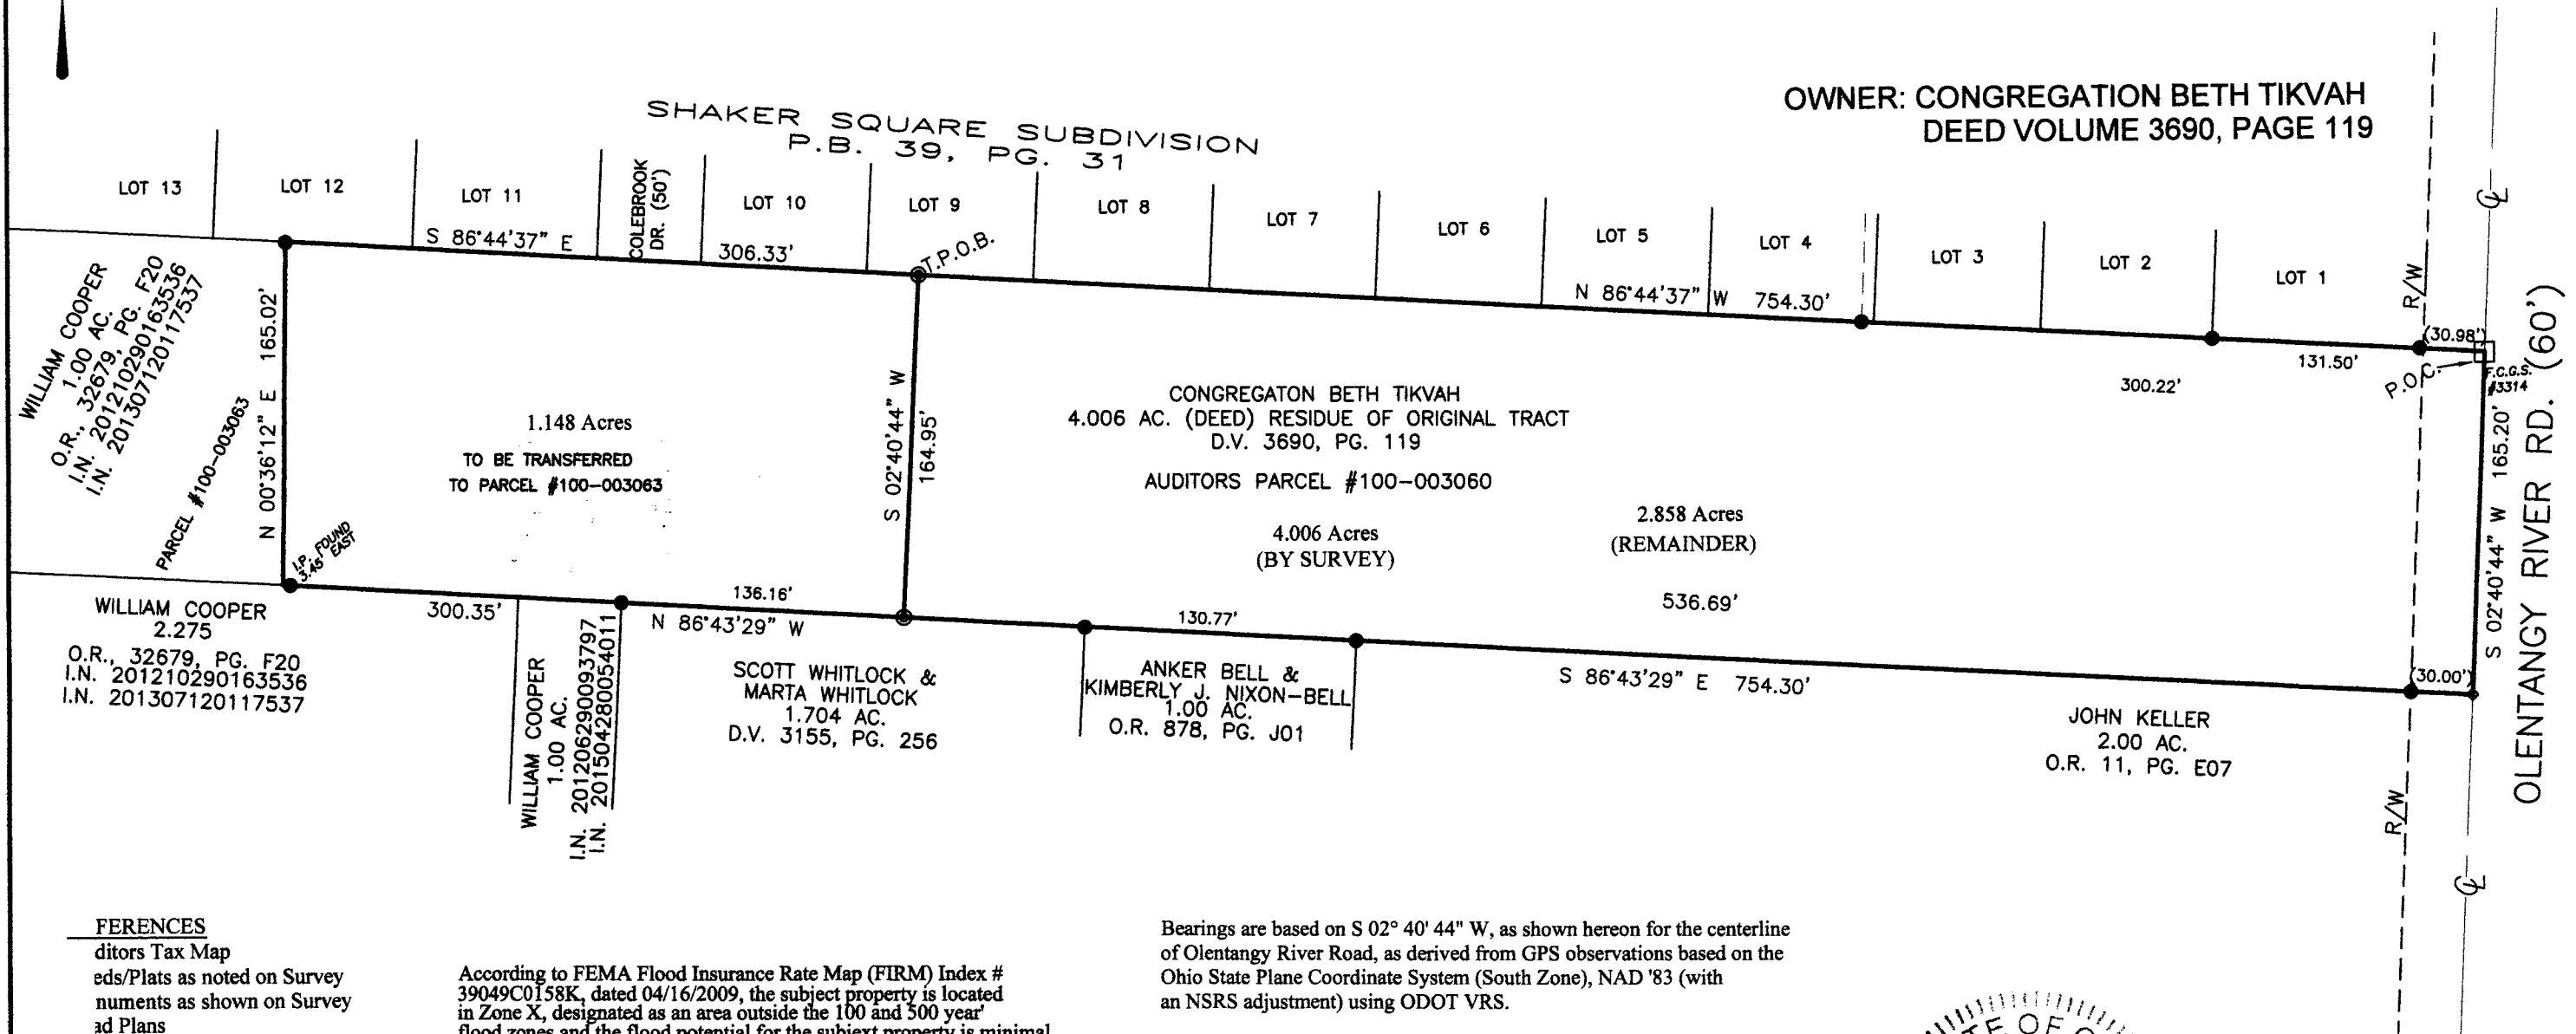 OWNER: CONGREGATION BETH TIKVAH
DEED VOLUME 3690, PAGE 119
SHAKER SQUARE SUBDIVISION
P.B. 39, PG. 31
LOT 13
LOT 12
LOT 11
COLEBROOK
DR. (50')
LOT 10
LOT 9
LOT 8
LOT 7
LOT 6
LOT 5
LOT 4
LOT 3
LOT 2
LOT 1
S 86°44'37" E
306.33'
T.P.O.B.
N 86°44'37" W 754.30'
R/W
(30.98')
131.50'
300.22'
P.O.C.
F.C.G.S.
#3314
S 02°40'44" W 165.20'
OLENTANGY RIVER RD. (60')
WILLIAM COOPER
1.00 AC.
O.R., 32679, PG. F20
I.N. 201210290163536
I.N. 201307120117537
PARCEL #100-003063
N 00°36'12" E 165.02'
I.P. FOUND
3.45' EAST
1.148 Acres
TO BE TRANSFERRED
TO PARCEL #100-003063
S 02°40'44" W
164.95'
CONGREGATON BETH TIKVAH
4.006 AC. (DEED) RESIDUE OF ORIGINAL TRACT
D.V. 3690, PG. 119
AUDITORS PARCEL #100-003060
4.006 Acres
(BY SURVEY)
2.858 Acres
(REMAINDER)
536.69'
WILLIAM COOPER
2.275
O.R., 32679, PG. F20
I.N. 201210290163536
I.N. 201307120117537
300.35'
136.16'
N 86°43'29" W
WILLIAM COOPER
1.00 AC.
I.N. 201206290093797
I.N. 201504280054011
SCOTT WHITLOCK &
MARTA WHITLOCK
1.704 AC.
D.V. 3155, PG. 256
130.77'
ANKER BELL &
KIMBERLY J. NIXON-BELL
1.00 AC.
O.R. 878, PG. J01
S 86°43'29" E 754.30'
(30.00')
JOHN KELLER
2.00 AC.
O.R. 11, PG. E07
R/W
FERENCES
ditors Tax Map
eds/Plats as noted on Survey
numents as shown on Survey
ad Plans
According to FEMA Flood Insurance Rate Map (FIRM) Index #
39049C0158K, dated 04/16/2009, the subject property is located
in Zone X, designated as an area outside the 100 and 500 year'
flood zones and the flood potential for the subject property is minimal
Bearings are based on S 02° 40' 44" W, as shown hereon for the centerline
of Olentangy River Road, as derived from GPS observations based on the
Ohio State Plane Coordinate System (South Zone), NAD '83 (with
an NSRS adjustment) using ODOT VRS.